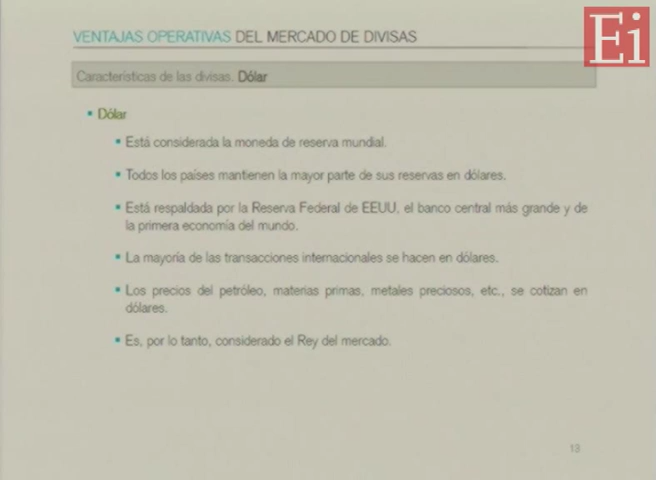 VENTAJAS OPERATIVAS DEL MERCADO DE DIVISAS
Ei
Características de las divisas. Dólar
▪ Dólar
▪ Está considerada la moneda de reserva mundial.
▪ Todos los países mantienen la mayor parte de sus reservas en dólares.
▪ Está respaldada por la Reserva Federal de EEUU, el banco central más grande y de
la primera economía del mundo.
▪ La mayoría de las transacciones internacionales se hacen en dólares.
▪ Los precios del petróleo, materias primas, metales preciosos, etc., se cotizan en
dólares.
▪ Es, por lo tanto, considerado el Rey del mercado.
13